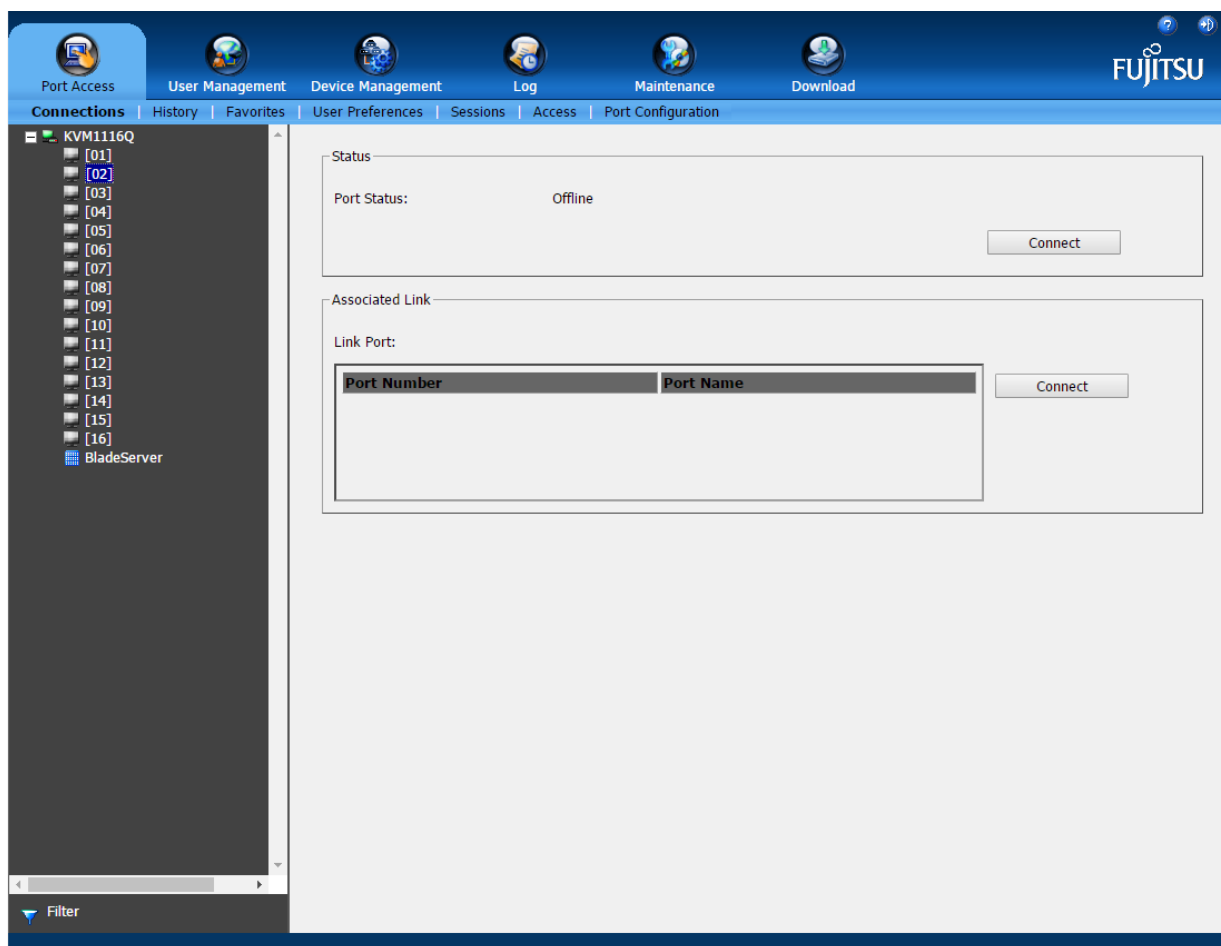 FUJITSU
Port Access User Management Device Management Log Maintenance Download
Connections | History | Favorites | User Preferences | Sessions | Access | Port Configuration
KVM1116Q
[01]
[02]
[03]
[04]
[05]
[06]
[07]
[08]
[09]
[10]
[11]
[12]
[13]
[14]
[15]
[16]
BladeServer
Filter
Status
Port Status: Offline
Connect
Associated Link
Link Port:
Port Number Port Name
Connect